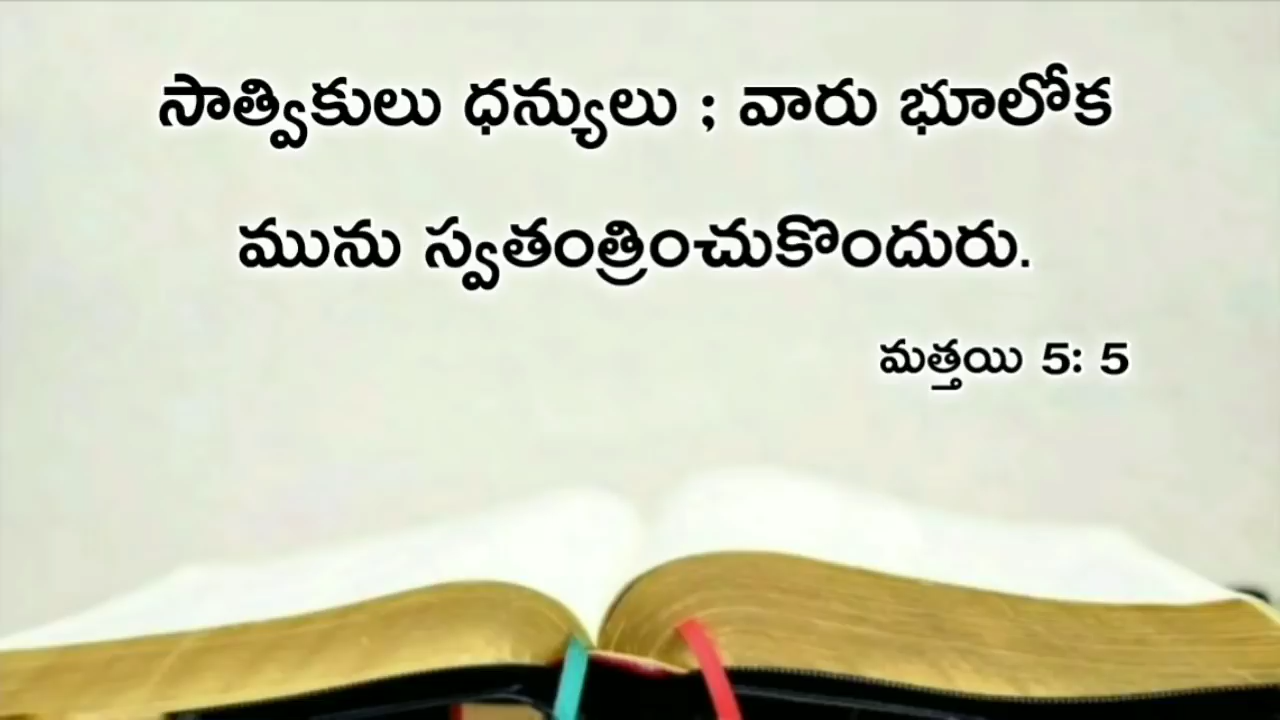 సాత్వికులు ధన్యులు ; వారు భూలోక
మును స్వతంత్రించుకొందురు.
మత్తయి 5: 5